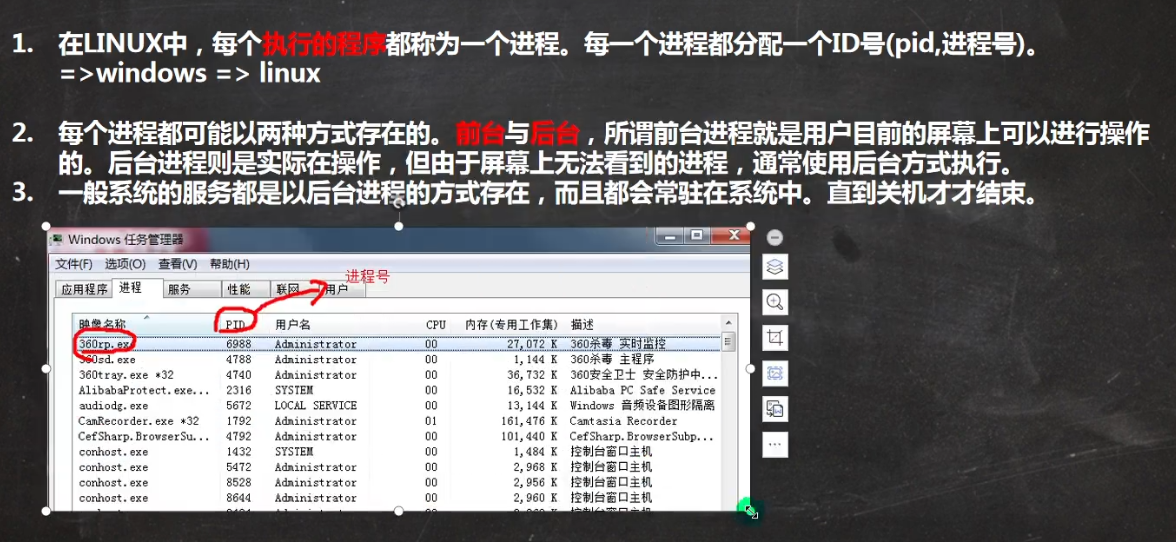 1. 在LINUX中，每个执行的程序都称为一个进程。每一个进程都分配一个ID号(pid,进程号)。
=>windows => linux
2. 每个进程都可能以两种方式存在的。前台与后台，所谓前台进程就是用户目前的屏幕上可以进行操作
的。后台进程则是实际在操作，但由于屏幕上无法看到的进程，通常使用后台方式执行。
3. 一般系统的服务都是以后台进程的方式存在，而且都会常驻在系统中。直到关机才才结束。
Windows 任务管理器
文件(F) 选项(O) 查看(V) 帮助(H)
进程号
应用程序 进程 服务 性能 联网 用户
映像名称 PID 用户名 CPU 内存(专用工作集) 描述
360rp.exe 6988 Administrator 00 27,072 K 360杀毒 实时监控
360sd.exe 4788 Administrator 00 1,144 K 360杀毒 主程序
360tray.exe *32 4740 Administrator 00 36,732 K 360安全卫士 安全防护中...
AlibabaProtect.exe... 2316 SYSTEM 00 16,532 K Alibaba PC Safe Service
audiodg.exe 5672 LOCAL SERVICE 00 13,144 K Windows 音频设备图形隔离
CamRecorder.exe *32 1792 Administrator 01 161,476 K Camtasia Recorder
CefSharp.BrowserSu... 4792 Administrator 00 101,440 K CefSharp.BrowserSubp...
conhost.exe 1432 SYSTEM 00 1,484 K 控制台窗口主机
conhost.exe 5472 Administrator 00 2,968 K 控制台窗口主机
conhost.exe 8528 Administrator 00 2,956 K 控制台窗口主机
conhost.exe 8644 Administrator 00 2,960 K 控制台窗口主机